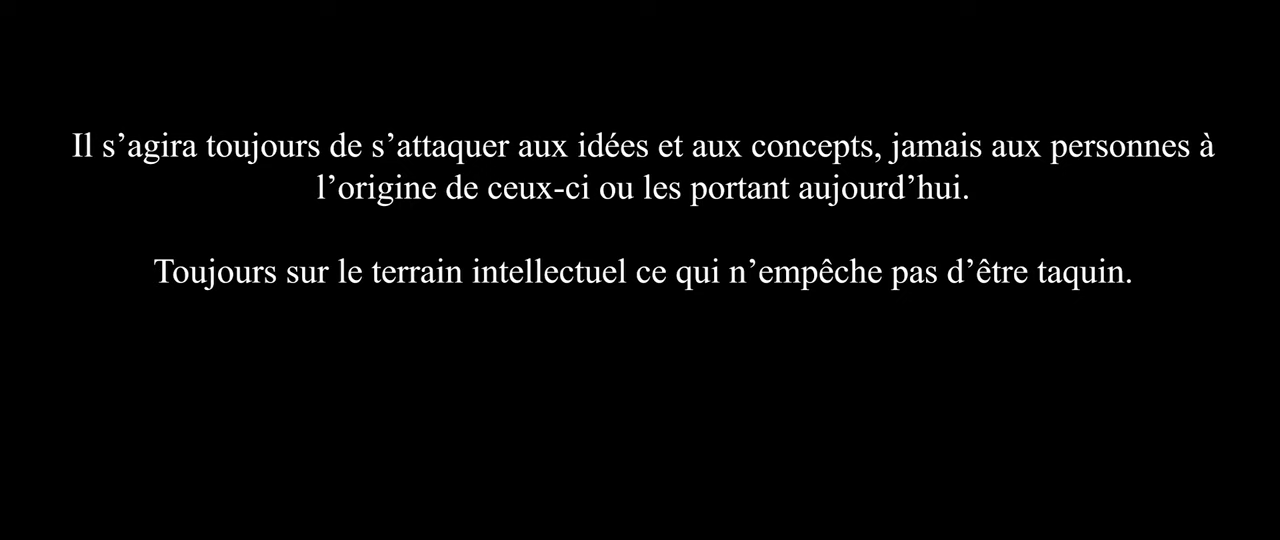 Il s’agira toujours de s’attaquer aux idées et aux concepts, jamais aux personnes à
l’origine de ceux-ci ou les portant aujourd’hui.
Toujours sur le terrain intellectuel ce qui n’empêche pas d’être taquin.